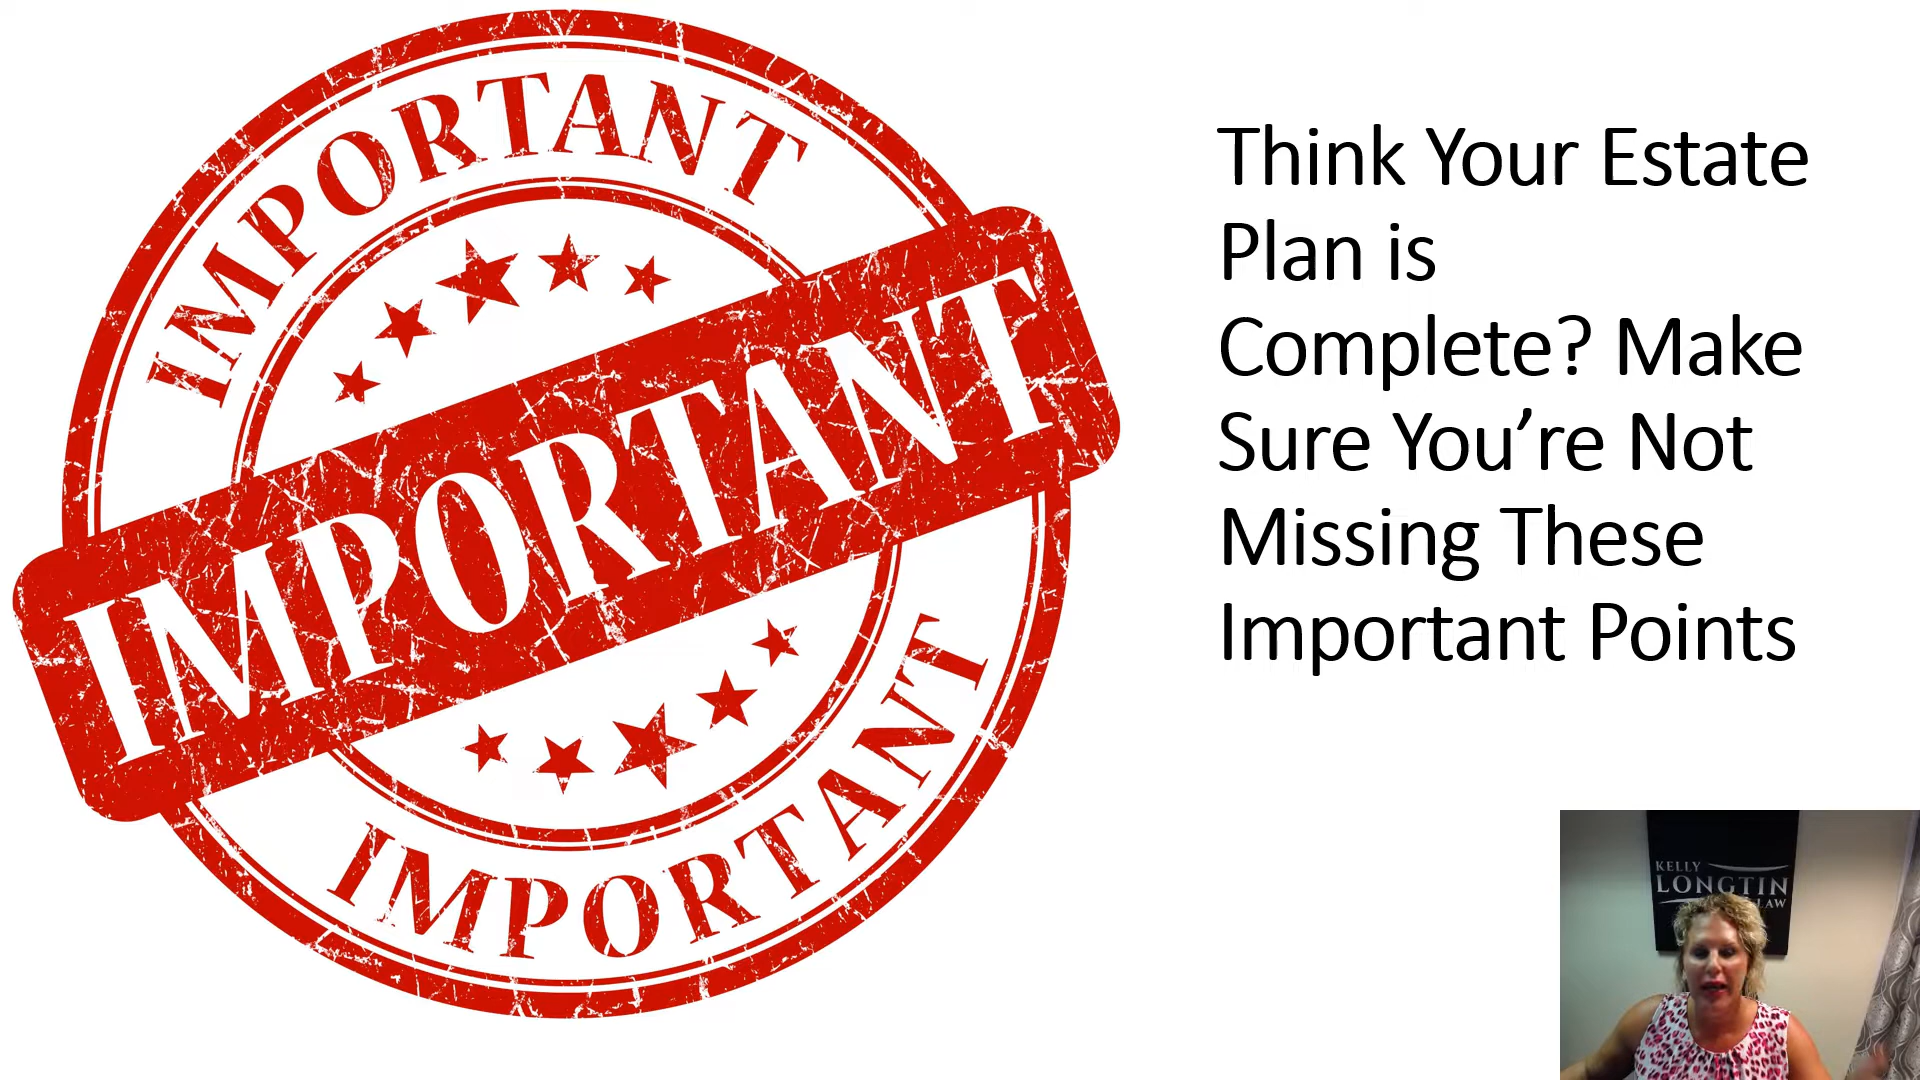 IMPORTANT
IMPORTANT
IMPORTANT
Think Your Estate
Plan is
Complete? Make
Sure You’re Not
Missing These
Important Points
KELLY
LONGTIN
LAW